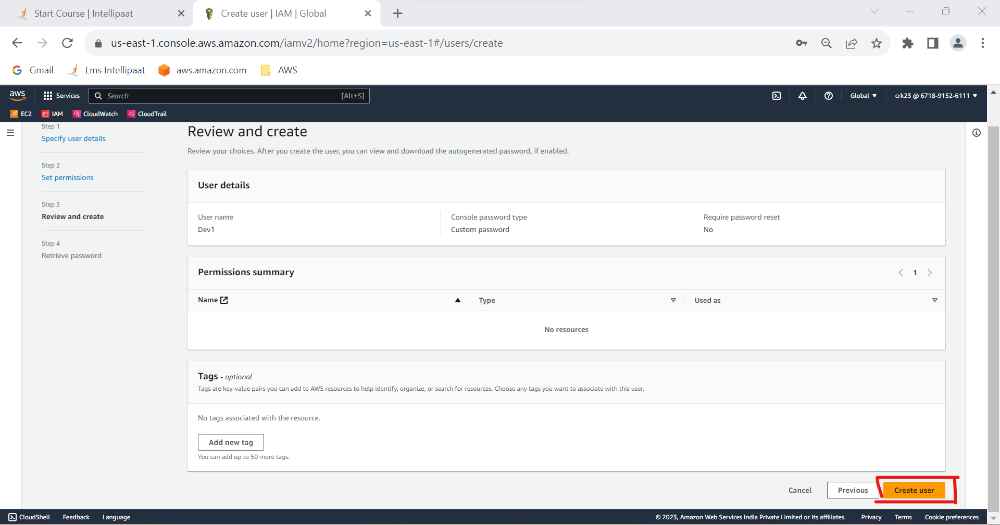 Start Course | Intellipaat
Create user | IAM | Global
us-east-1.console.aws.amazon.com/iamv2/home?region=us-east-1#/users/create
Gmail Lms Intellipaat aws.amazon.com AWS
aws Services Search [Alt+S] Global crk23 @ 6718-9152-6111
EC2 IAM CloudWatch CloudTrail
Step 1
Specify user details
Step 2
Set permissions
Step 3
Review and create
Step 4
Retrieve password
Review and create
Review your choices. After you create the user, you can view and download the autogenerated password, if enabled.
User details
User name Console password type Require password reset
Dev1 Custom password No
Permissions summary 1
Name Type Used as
No resources
Tags - optional
Tags are key-value pairs you can add to AWS resources to help identify, organize, or search for resources. Choose any tags you want to associate with this user.
No tags associated with the resource.
Add new tag
You can add up to 50 more tags.
Cancel Previous Create user
CloudShell Feedback Language © 2023, Amazon Web Services India Private Limited or its affiliates. Privacy Terms Cookie preferences